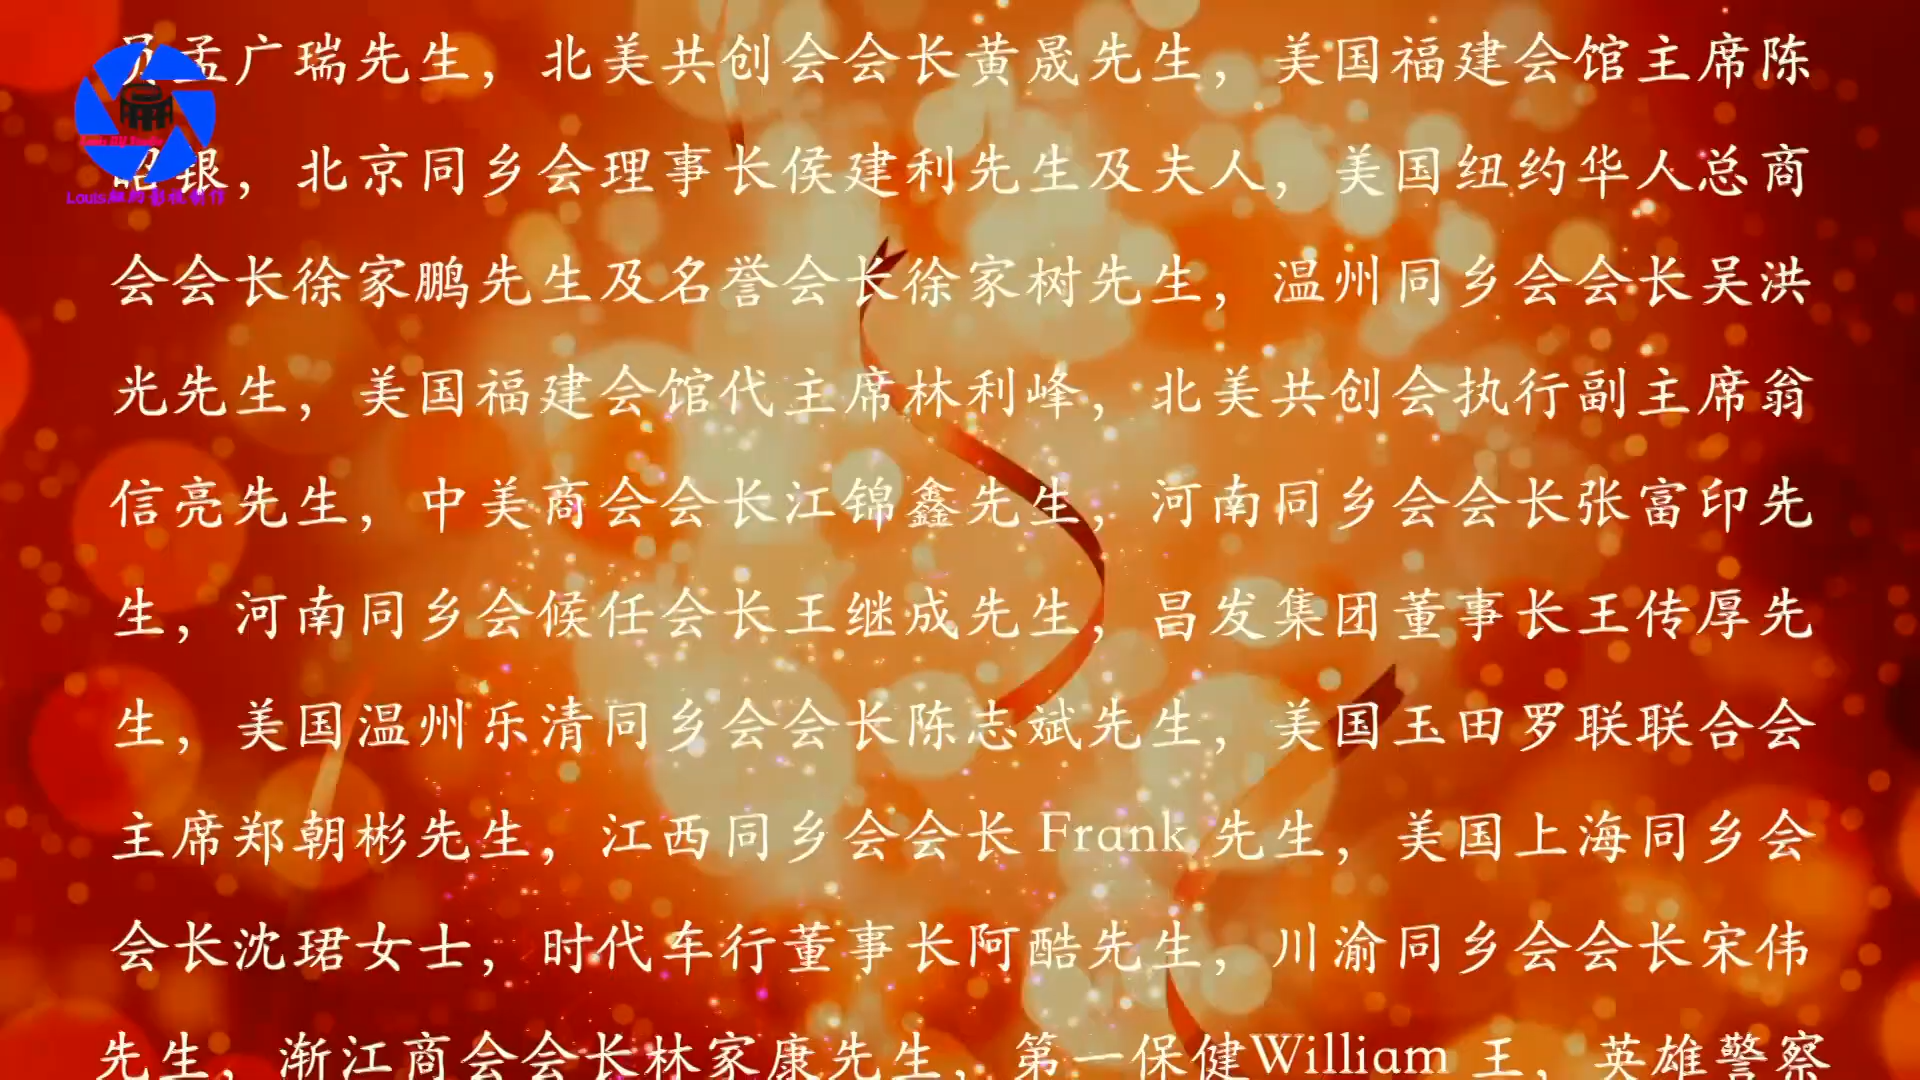 孟广瑞先生，北美共创会会长黄晟先生，美国福建会馆主席陈
银，北京同乡会理事长侯建利先生及夫人，美国纽约华人总商
Louis纽约影视制作
会会长徐家鹏先生及名誉会长徐家树先生，温州同乡会会长吴洪
光先生，美国福建会馆代主席林利峰，北美共创会执行副主席翁
信亮先生，中美商会会长江锦鑫先生，河南同乡会会长张富印先
生，河南同乡会候任会长王继成先生，昌发集团董事长王传厚先
生，美国温州乐清同乡会会长陈志斌先生，美国玉田罗联联合会
主席郑朝彬先生，江西同乡会会长 Frank 先生，美国上海同乡会
会长沈珺女士，时代车行董事长阿酷先生，川渝同乡会会长宋伟
先生，渐江商会会长林家康先生，第一保健William 王，英雄警察